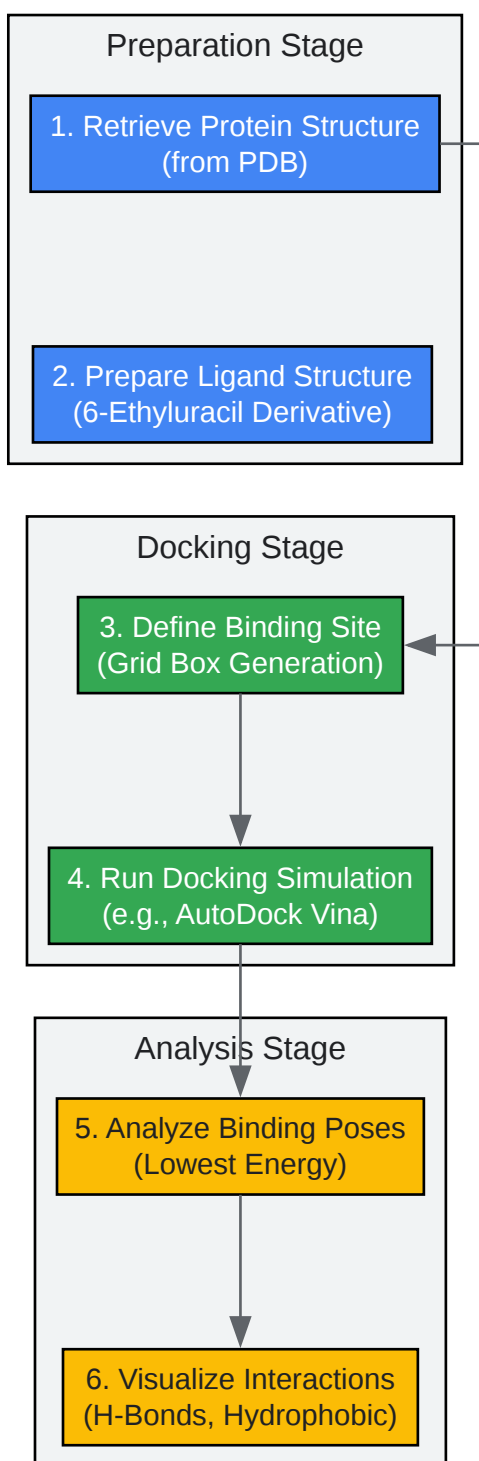 Preparation Stage
1. Retrieve Protein Structure
(from PDB)
2. Prepare Ligand Structure
(6-Ethyluracil Derivative)
Docking Stage
3. Define Binding Site
(Grid Box Generation)
4. Run Docking Simulation
(e.g., AutoDock Vina)
Analysis Stage
5. Analyze Binding Poses
(Lowest Energy)
6. Visualize Interactions
(H-Bonds, Hydrophobic)